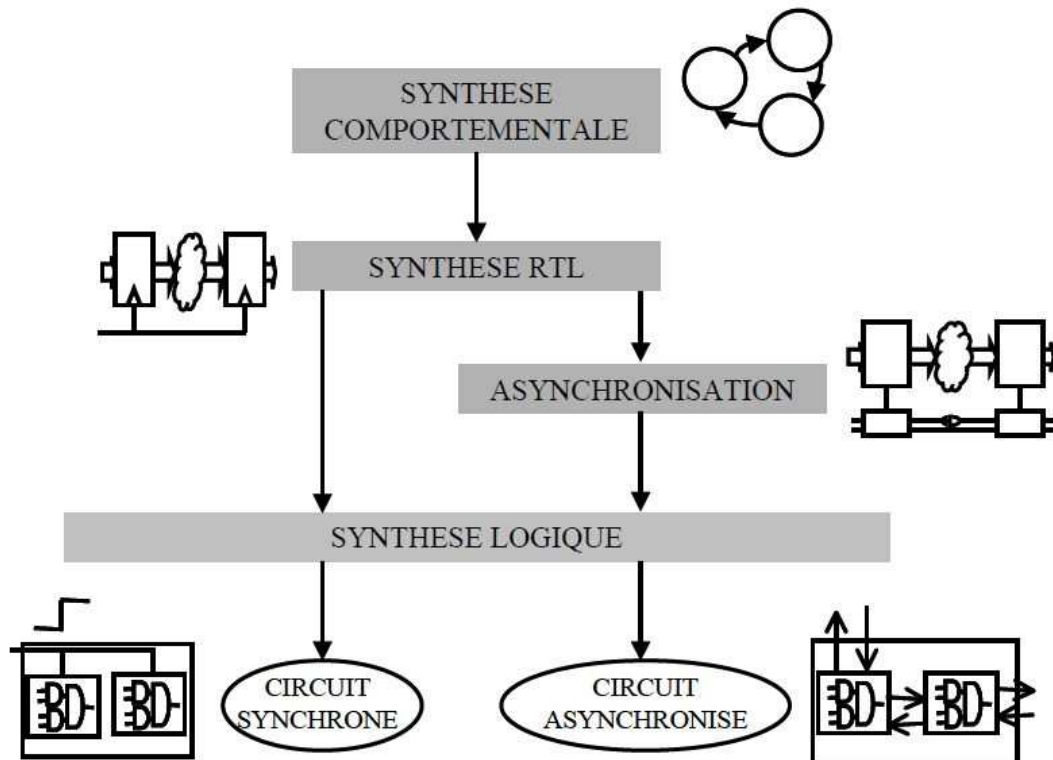 SYNTHESE
COMPORTEMENTALE
SYNTHESE RTL
ASYNCHRONISATION
SYNTHESE LOGIQUE
CIRCUIT
SYNCHRONE
CIRCUIT
ASYNCHRONISE